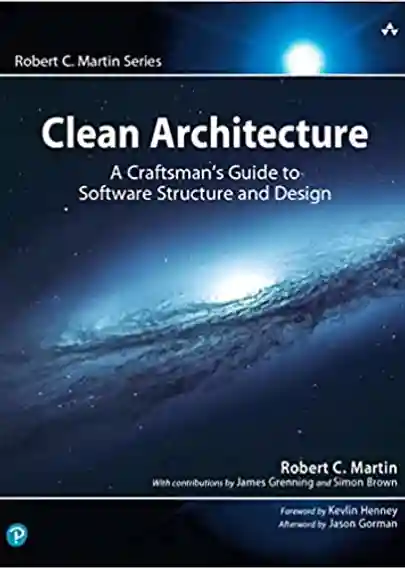 Robert C. Martin Series
Clean Architecture
A Craftsman's Guide to
Software Structure and Design
Robert C. Martin
With contributions by James Grenning and Simon Brown
Foreword by Kevlin Henney
Afterword by Jason Gorman